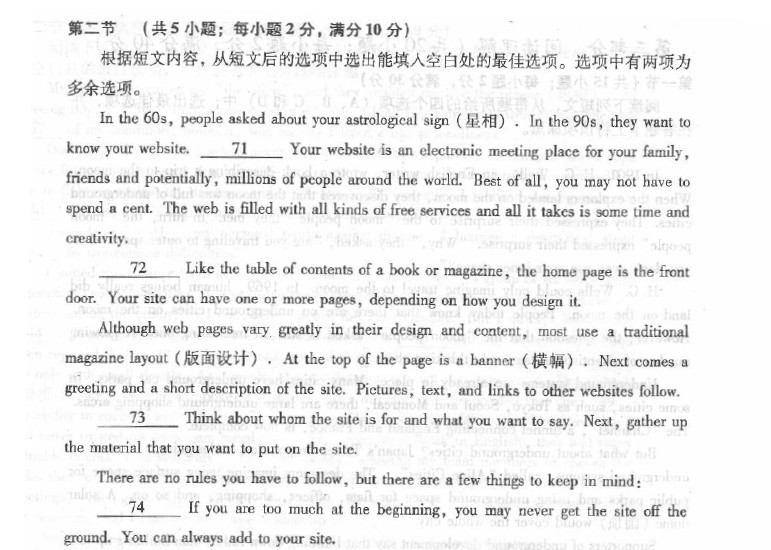 第二节 （共5小题；每小题2分，满分10分）
根据短文内容，从短文后的选项中选出能填入空白处的最佳选项。选项中有两项为
多余选项。
In the 60s, people asked about your astrological sign (星相). In the 90s, they want to
know your website. 71 Your website is an electronic meeting place for your family,
friends and potentially, millions of people around the world. Best of all, you may not have to
spend a cent. The web is filled with all kinds of free services and all it takes is some time and
creativity.
72 Like the table of contents of a book or magazine, the home page is the front
door. Your site can have one or more pages, depending on how you design it.
Although web pages vary greatly in their design and content, most use a traditional
magazine layout (版面设计). At the top of the page is a banner (横幅). Next comes a
greeting and a short description of the site. Pictures, text, and links to other websites follow.
73 Think about whom the site is for and what you want to say. Next, gather up
the material that you want to put on the site.
There are no rules you have to follow, but there are a few things to keep in mind:
74 If you are too much at the beginning, you may never get the site off the
ground. You can always add to your site.